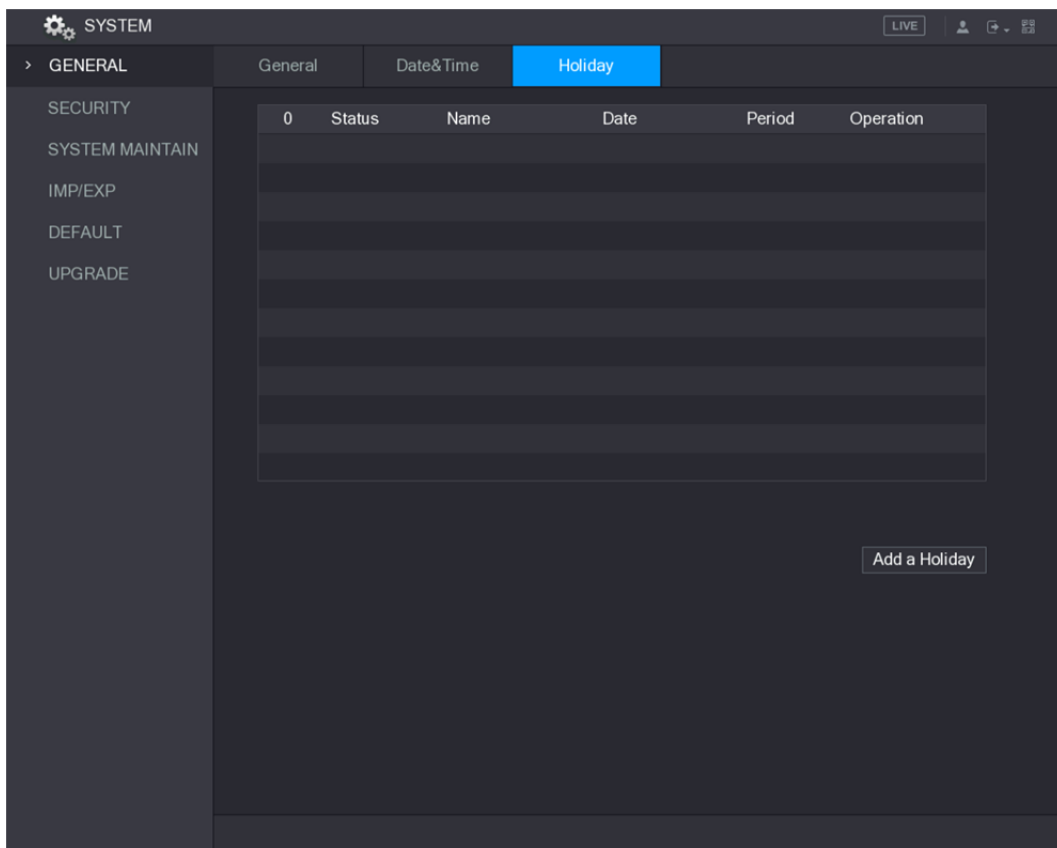 SYSTEM
LIVE
> GENERAL
General Date&Time Holiday
SECURITY
SYSTEM MAINTAIN
IMP/EXP
DEFAULT
UPGRADE
0 Status Name Date Period Operation
Add a Holiday